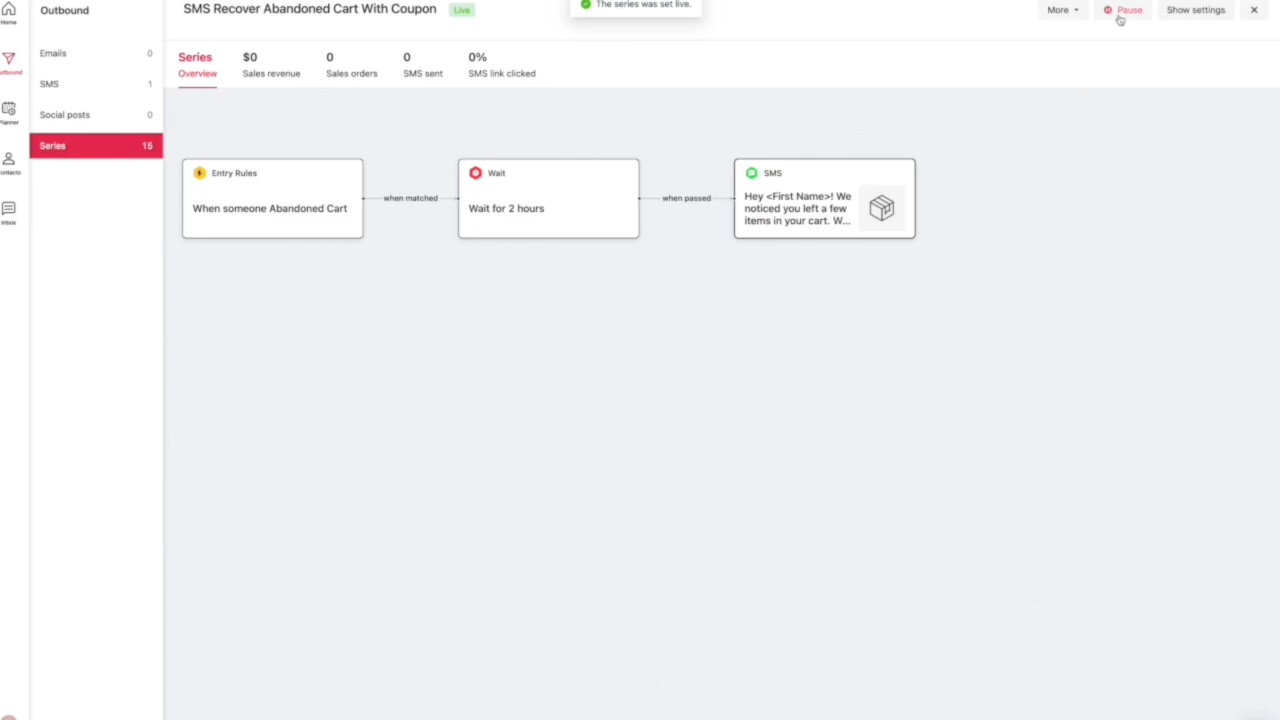 SMS Recover Abandoned Cart With Coupon
Live
The series was set live.
More
Pause
Show settings
Home
Outbound
Emails 0
SMS 1
Social posts 0
Series 15
Planner
Inbox
Series
Overview
$0
Sales revenue
0
Sales orders
0
SMS sent
0%
SMS link clicked
Entry Rules
When someone Abandoned Cart
when matched
Wait
Wait for 2 hours
when passed
SMS
Hey <First Name>! We
noticed you left a few
items in your cart. W...